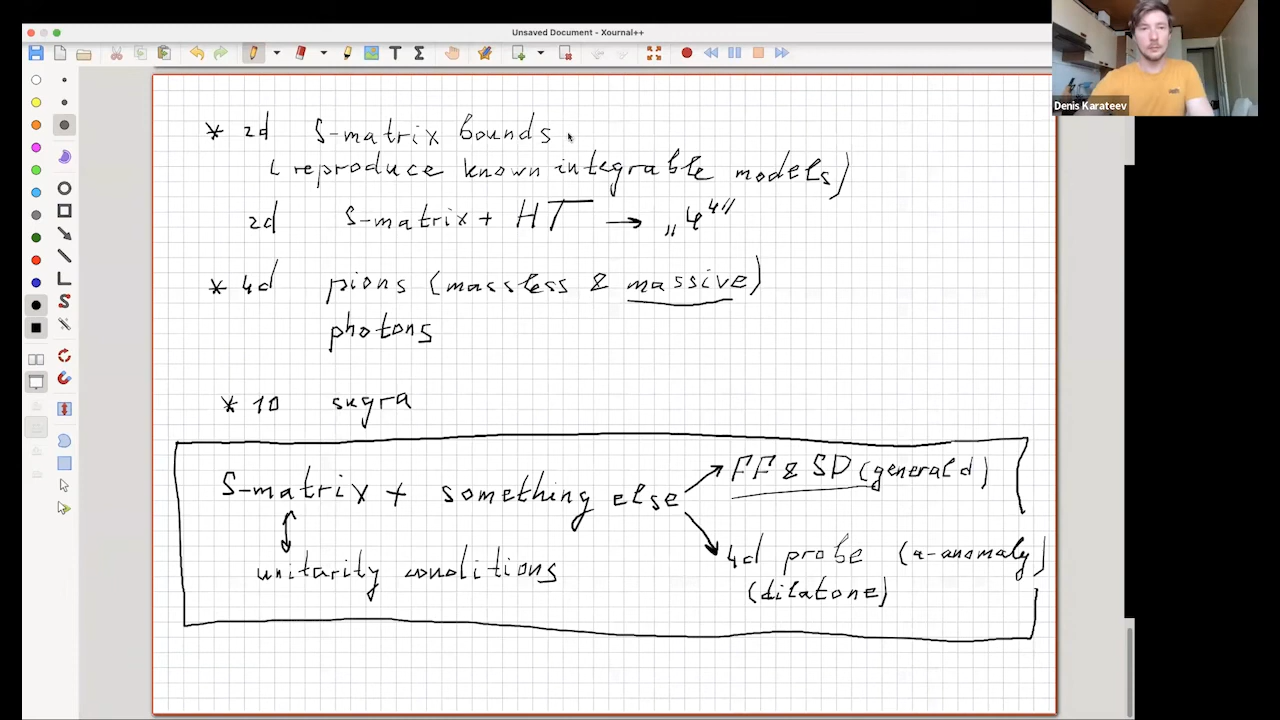 Unsaved Document - Xournal++
Denis Karateev
* 2d S-matrix bounds.
(reproduce known integrable models)
2d S-matrix + HT → „φ⁴"
* 4d pions (massless & massive)
photons
* 10 sugra
S-matrix + something else
FF & SD (general d)
unitarity conditions
4d probe (a-anomaly)
(dilatone)